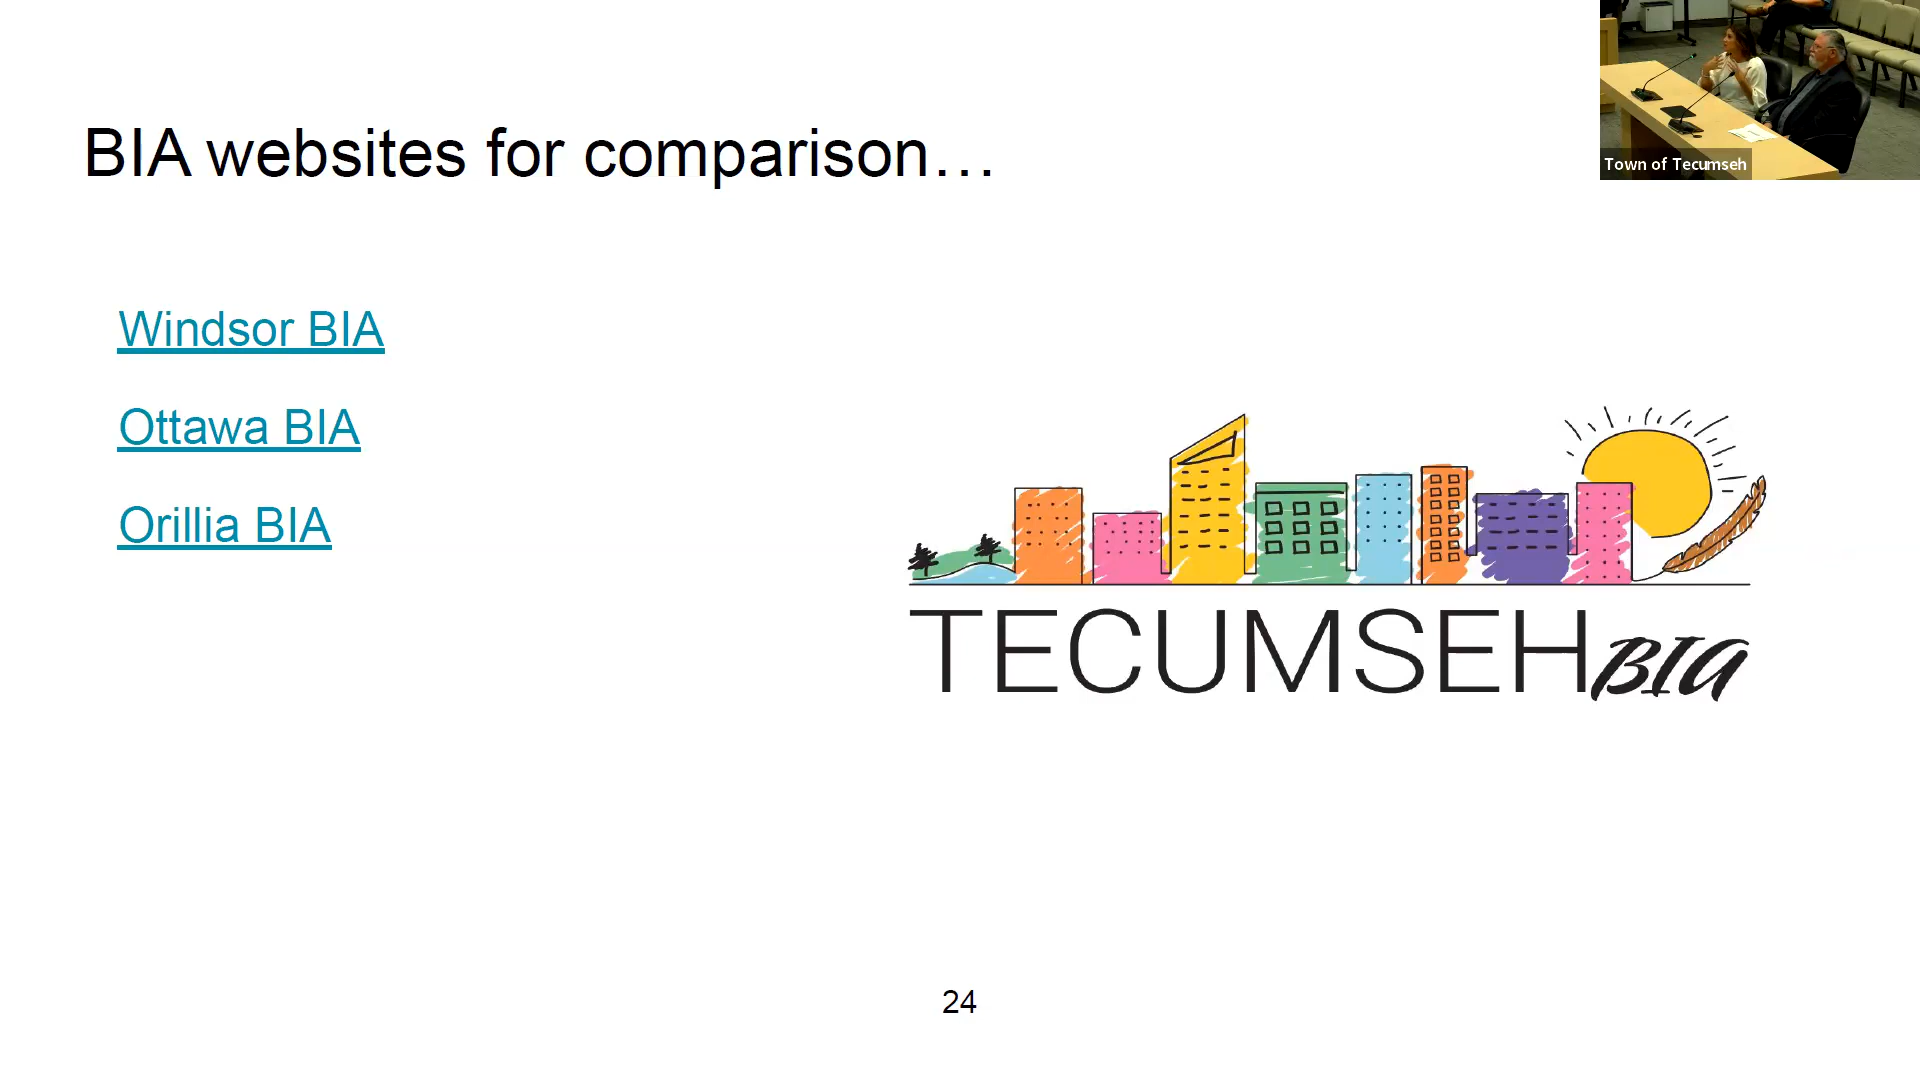 BIA websites for comparison…
Town of Tecumseh
Windsor BIA
Ottawa BIA
Orillia BIA
TECUMSEH BIA
24